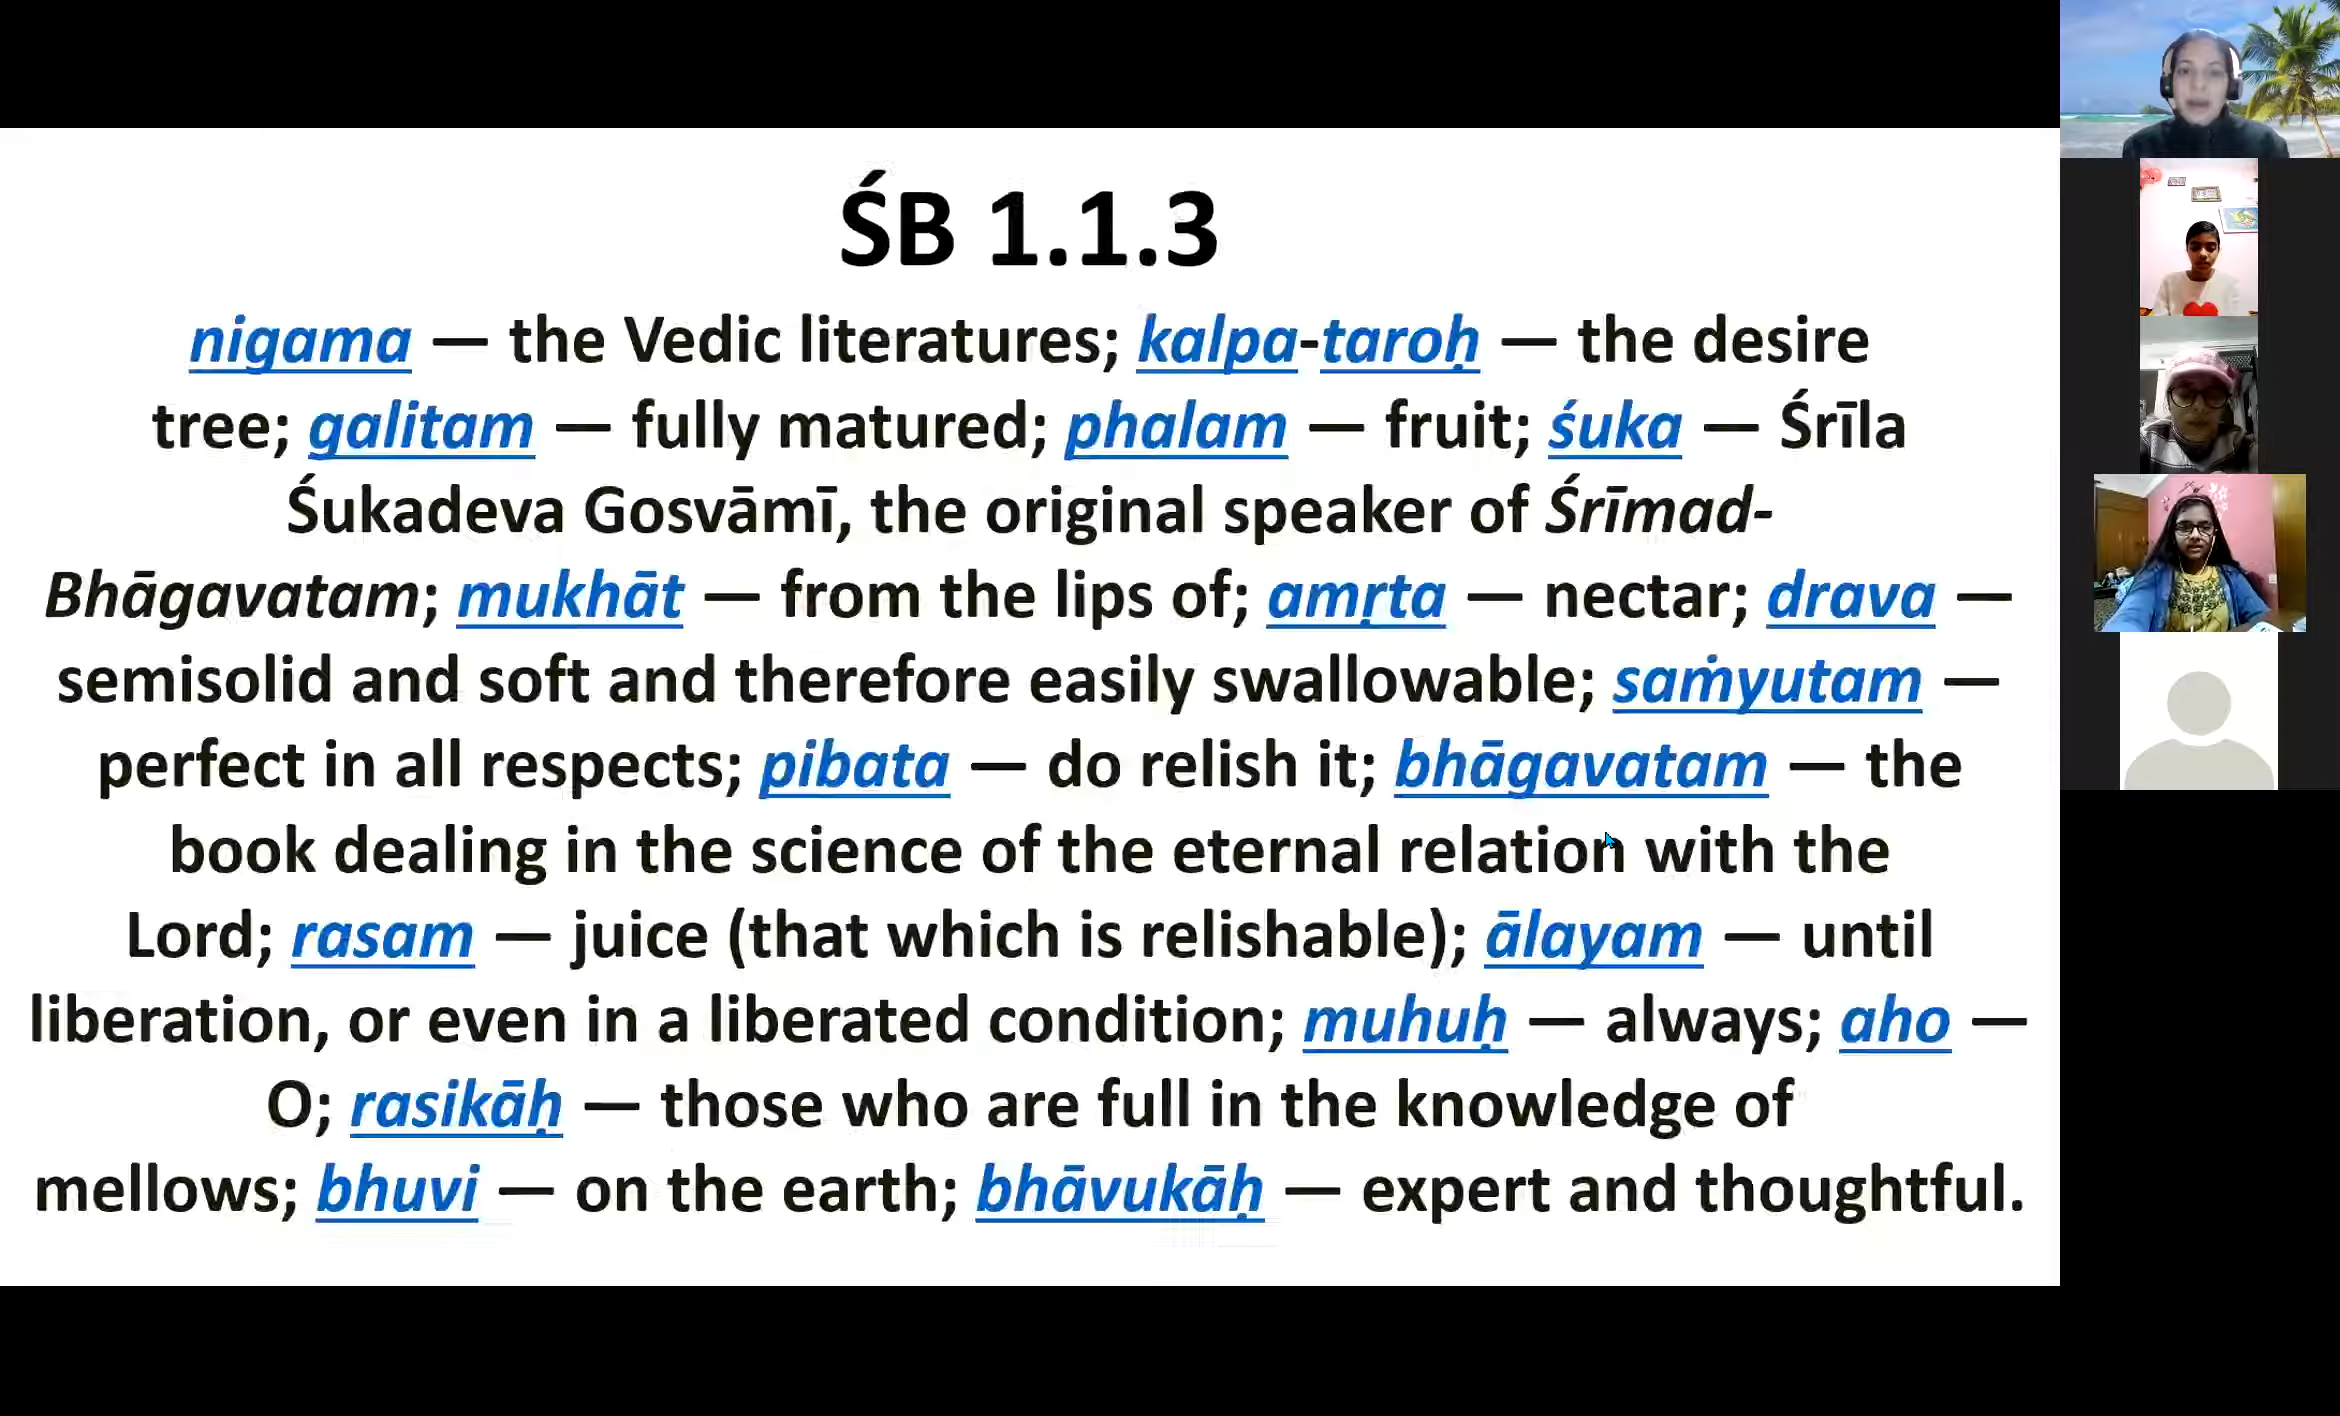 ŚB 1.1.3
nigama — the Vedic literatures; kalpa-taroḥ — the desire
tree; galitam — fully matured; phalam — fruit; śuka — Śrīla
Śukadeva Gosvāmī, the original speaker of Śrīmad-
Bhāgavatam; mukhāt — from the lips of; amṛta — nectar; drava —
semisolid and soft and therefore easily swallowable; saṁyutam —
perfect in all respects; pibata — do relish it; bhāgavatam — the
book dealing in the science of the eternal relation with the
Lord; rasam — juice (that which is relishable); ālayam — until
liberation, or even in a liberated condition; muhuḥ — always; aho —
O; rasikāḥ — those who are full in the knowledge of
mellows; bhuvi — on the earth; bhāvukāḥ — expert and thoughtful.